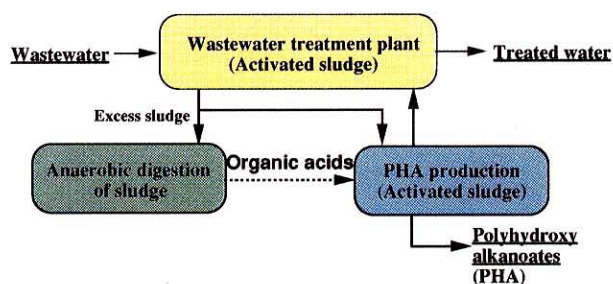 Wastewater
Wastewater treatment plant
(Activated sludge)
Treated water
Excess sludge
Anaerobic digestion
of sludge
Organic acids
PHA production
(Activated sludge)
Polyhydroxy
alkanoates
(PHA)